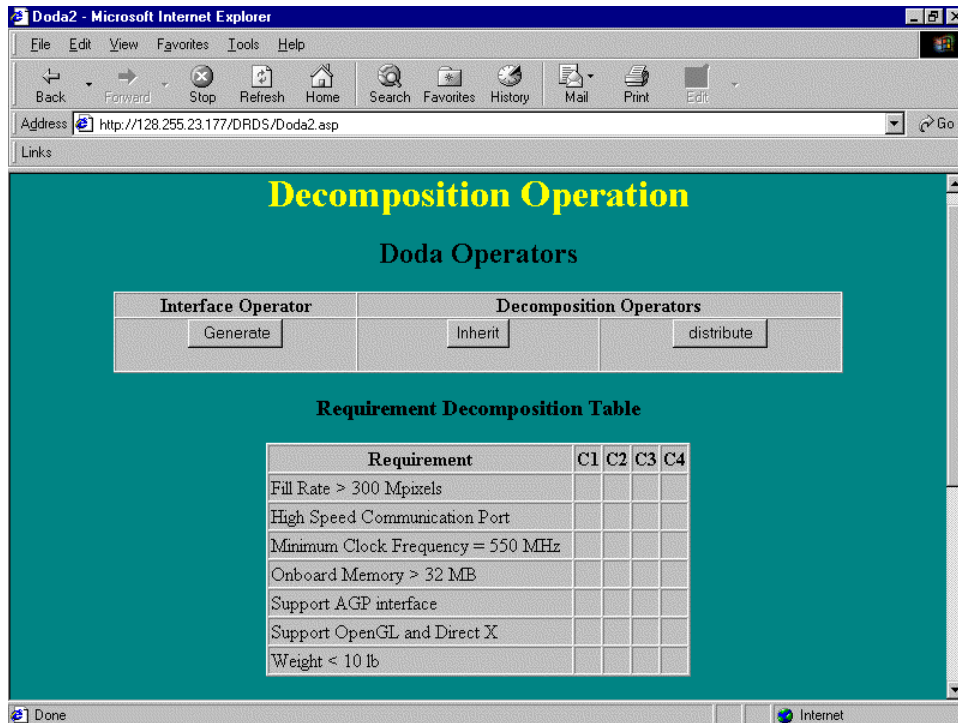 Doda2 - Microsoft Internet Explorer
File Edit View Favorites Tools Help
Back Forward Stop Refresh Home Search Favorites History Mail Print Edit
Address http://128.255.23.177/DRDS/Doda2.asp Go
Links
Decomposition Operation
Doda Operators
Interface Operator Decomposition Operators
Generate Inherit distribute
Requirement Decomposition Table
Requirement C1 C2 C3 C4
Fill Rate > 300 Mpixels
High Speed Communication Port
Minimum Clock Frequency = 550 MHz
Onboard Memory > 32 MB
Support AGP interface
Support OpenGL and Direct X
Weight < 10 lb
Done Internet